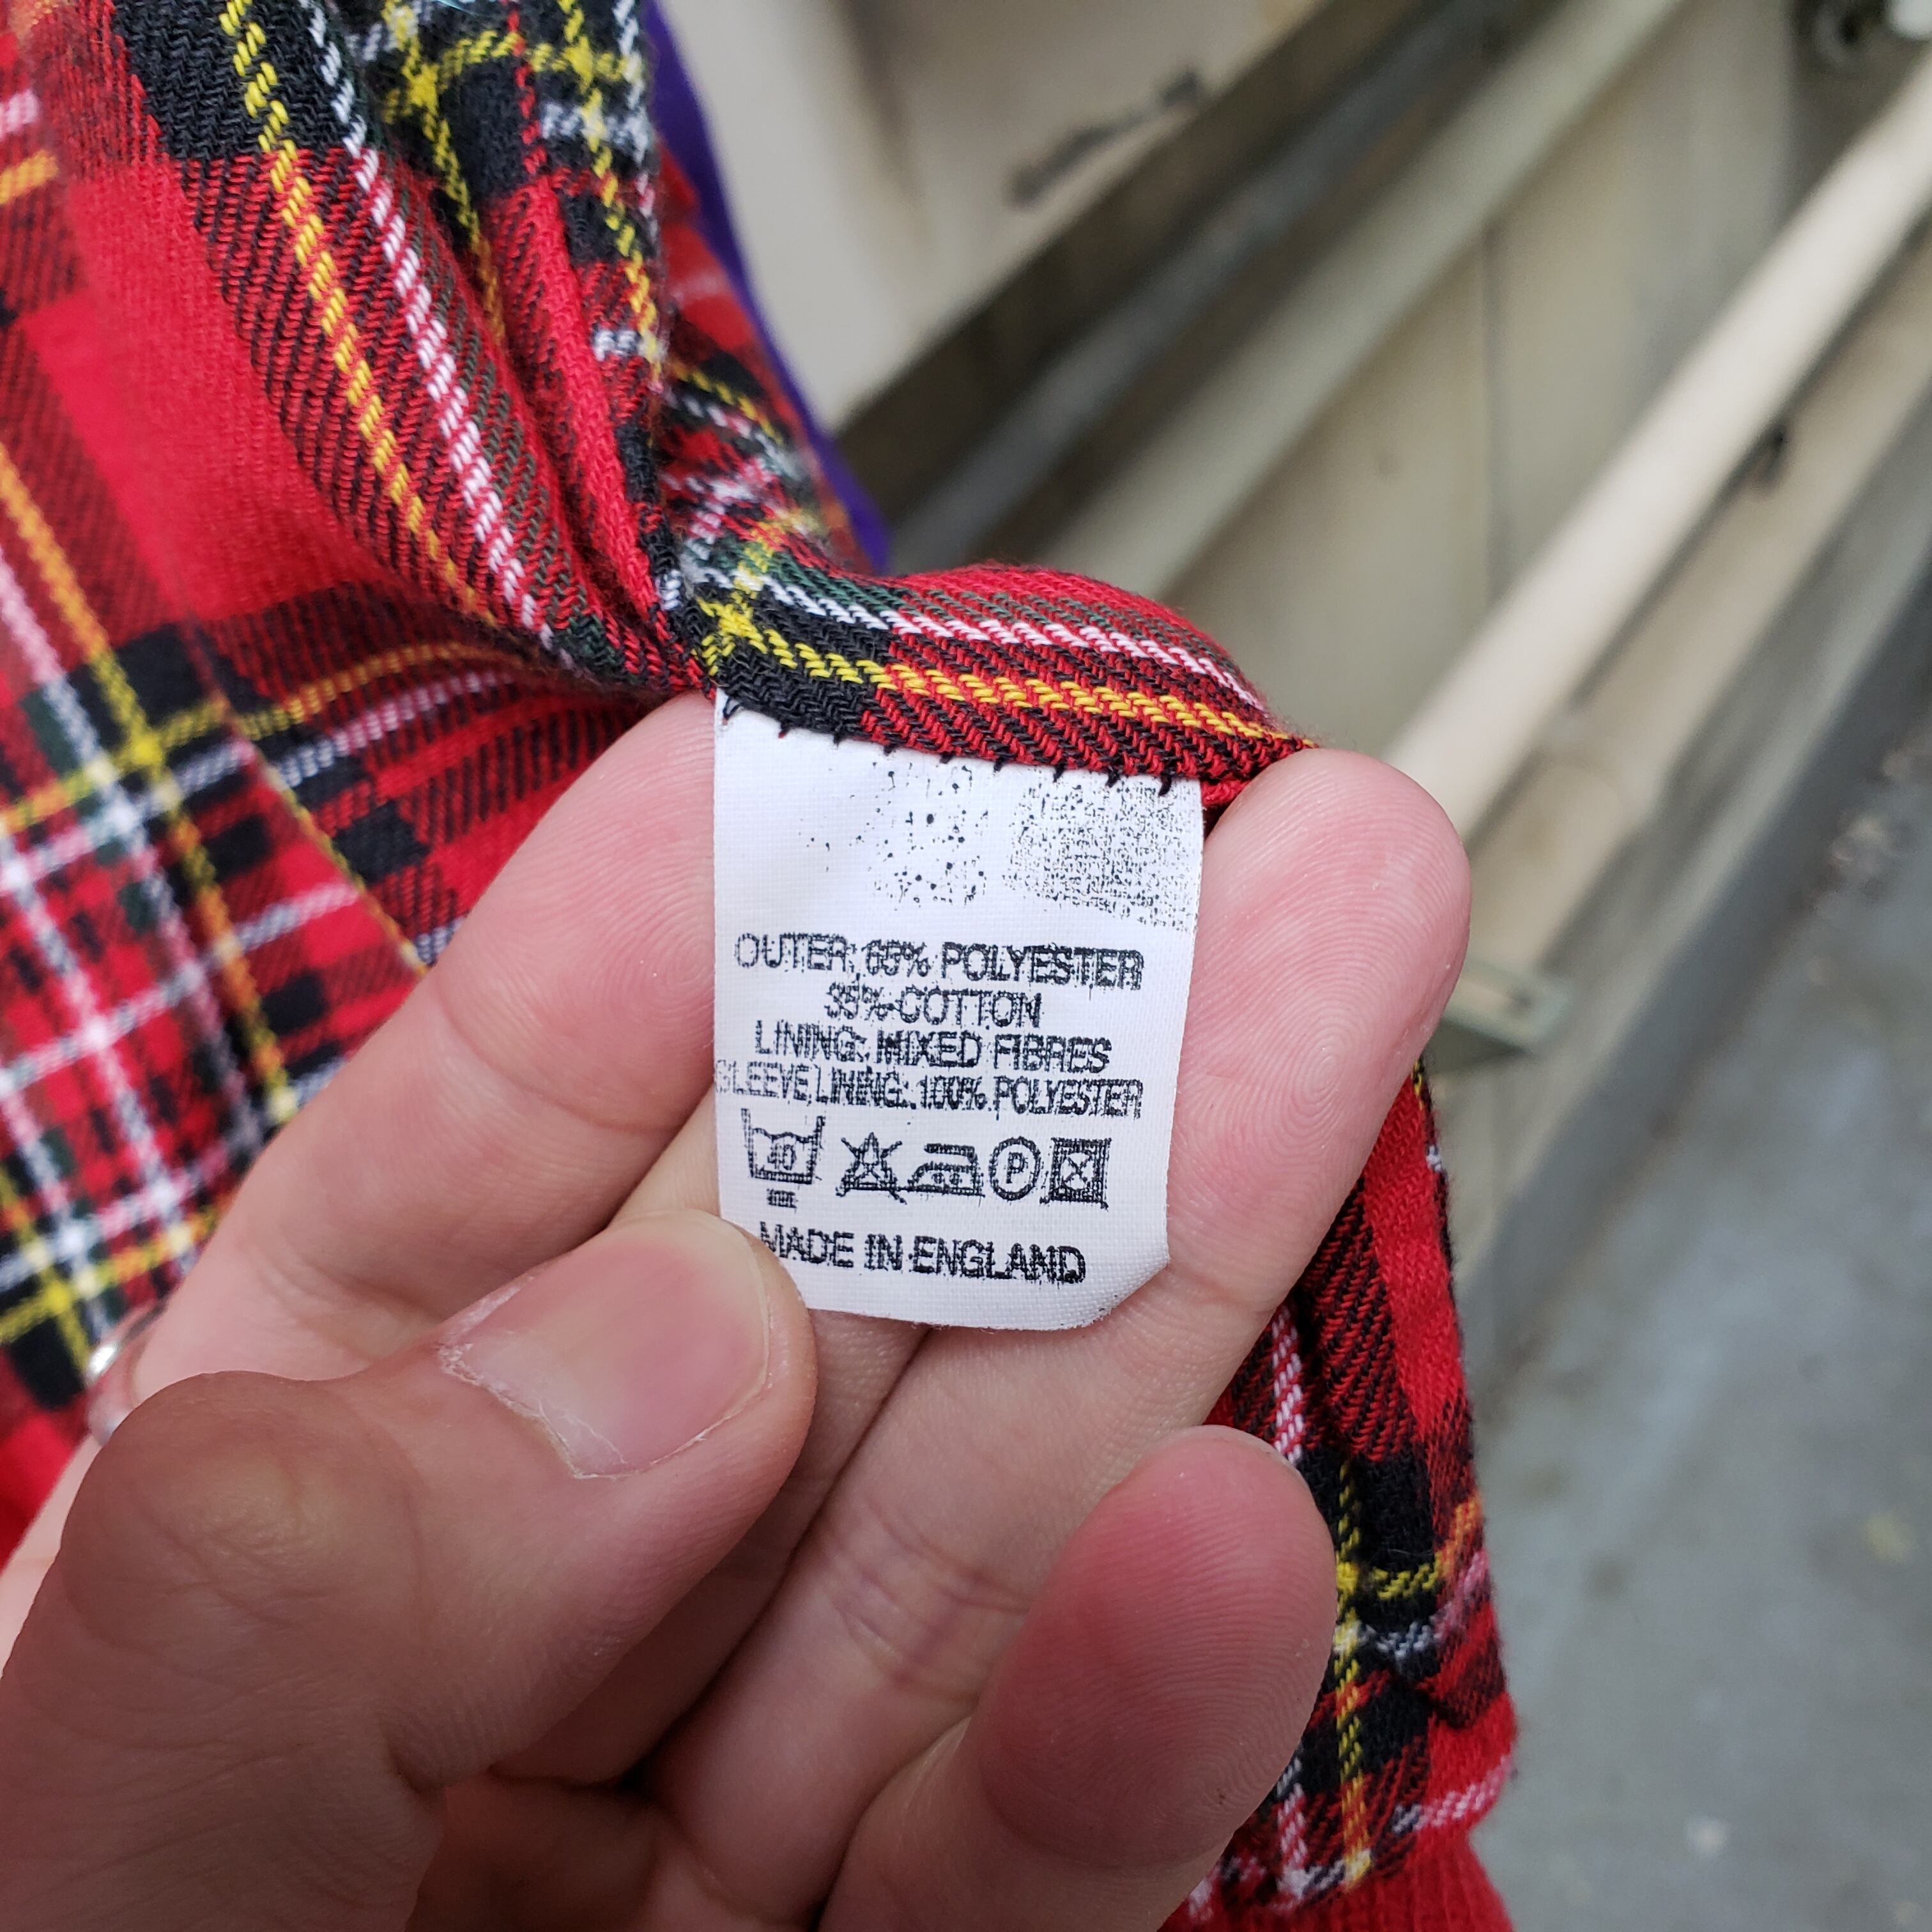 OUTER: 65% POLYESTER
35% COTTON
LINING: MIXED FIBRES
SLEEVE LINING: 100% POLYESTER
40 P
MADE IN ENGLAND